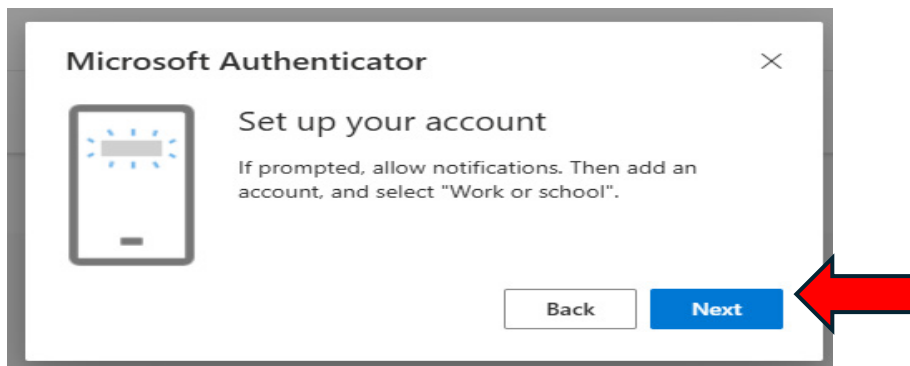 Microsoft Authenticator
Set up your account
If prompted, allow notifications. Then add an
account, and select "Work or school".
Back
Next